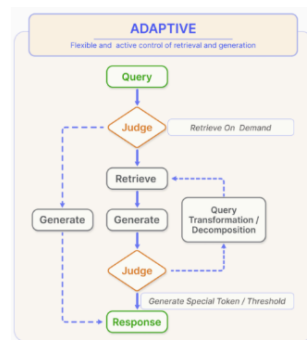 ADAPTIVE
Flexible and active control of retrieval and generation
Query
Judge
Retrieve On Demand
Retrieve
Generate
Generate
Query
Transformation /
Decomposition
Judge
Generate Special Token / Threshold
Response